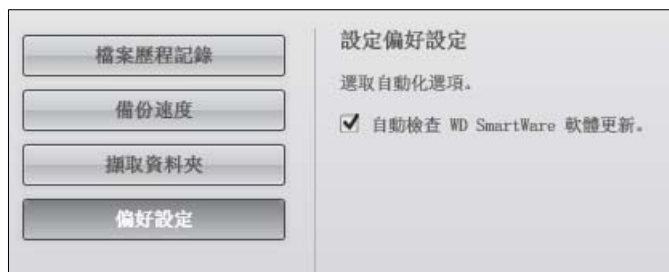 檔案歷程記錄
備份速度
擷取資料夾
偏好設定
設定偏好設定
選取自動化選項。
自動檢查 WD SmartWare 軟體更新。